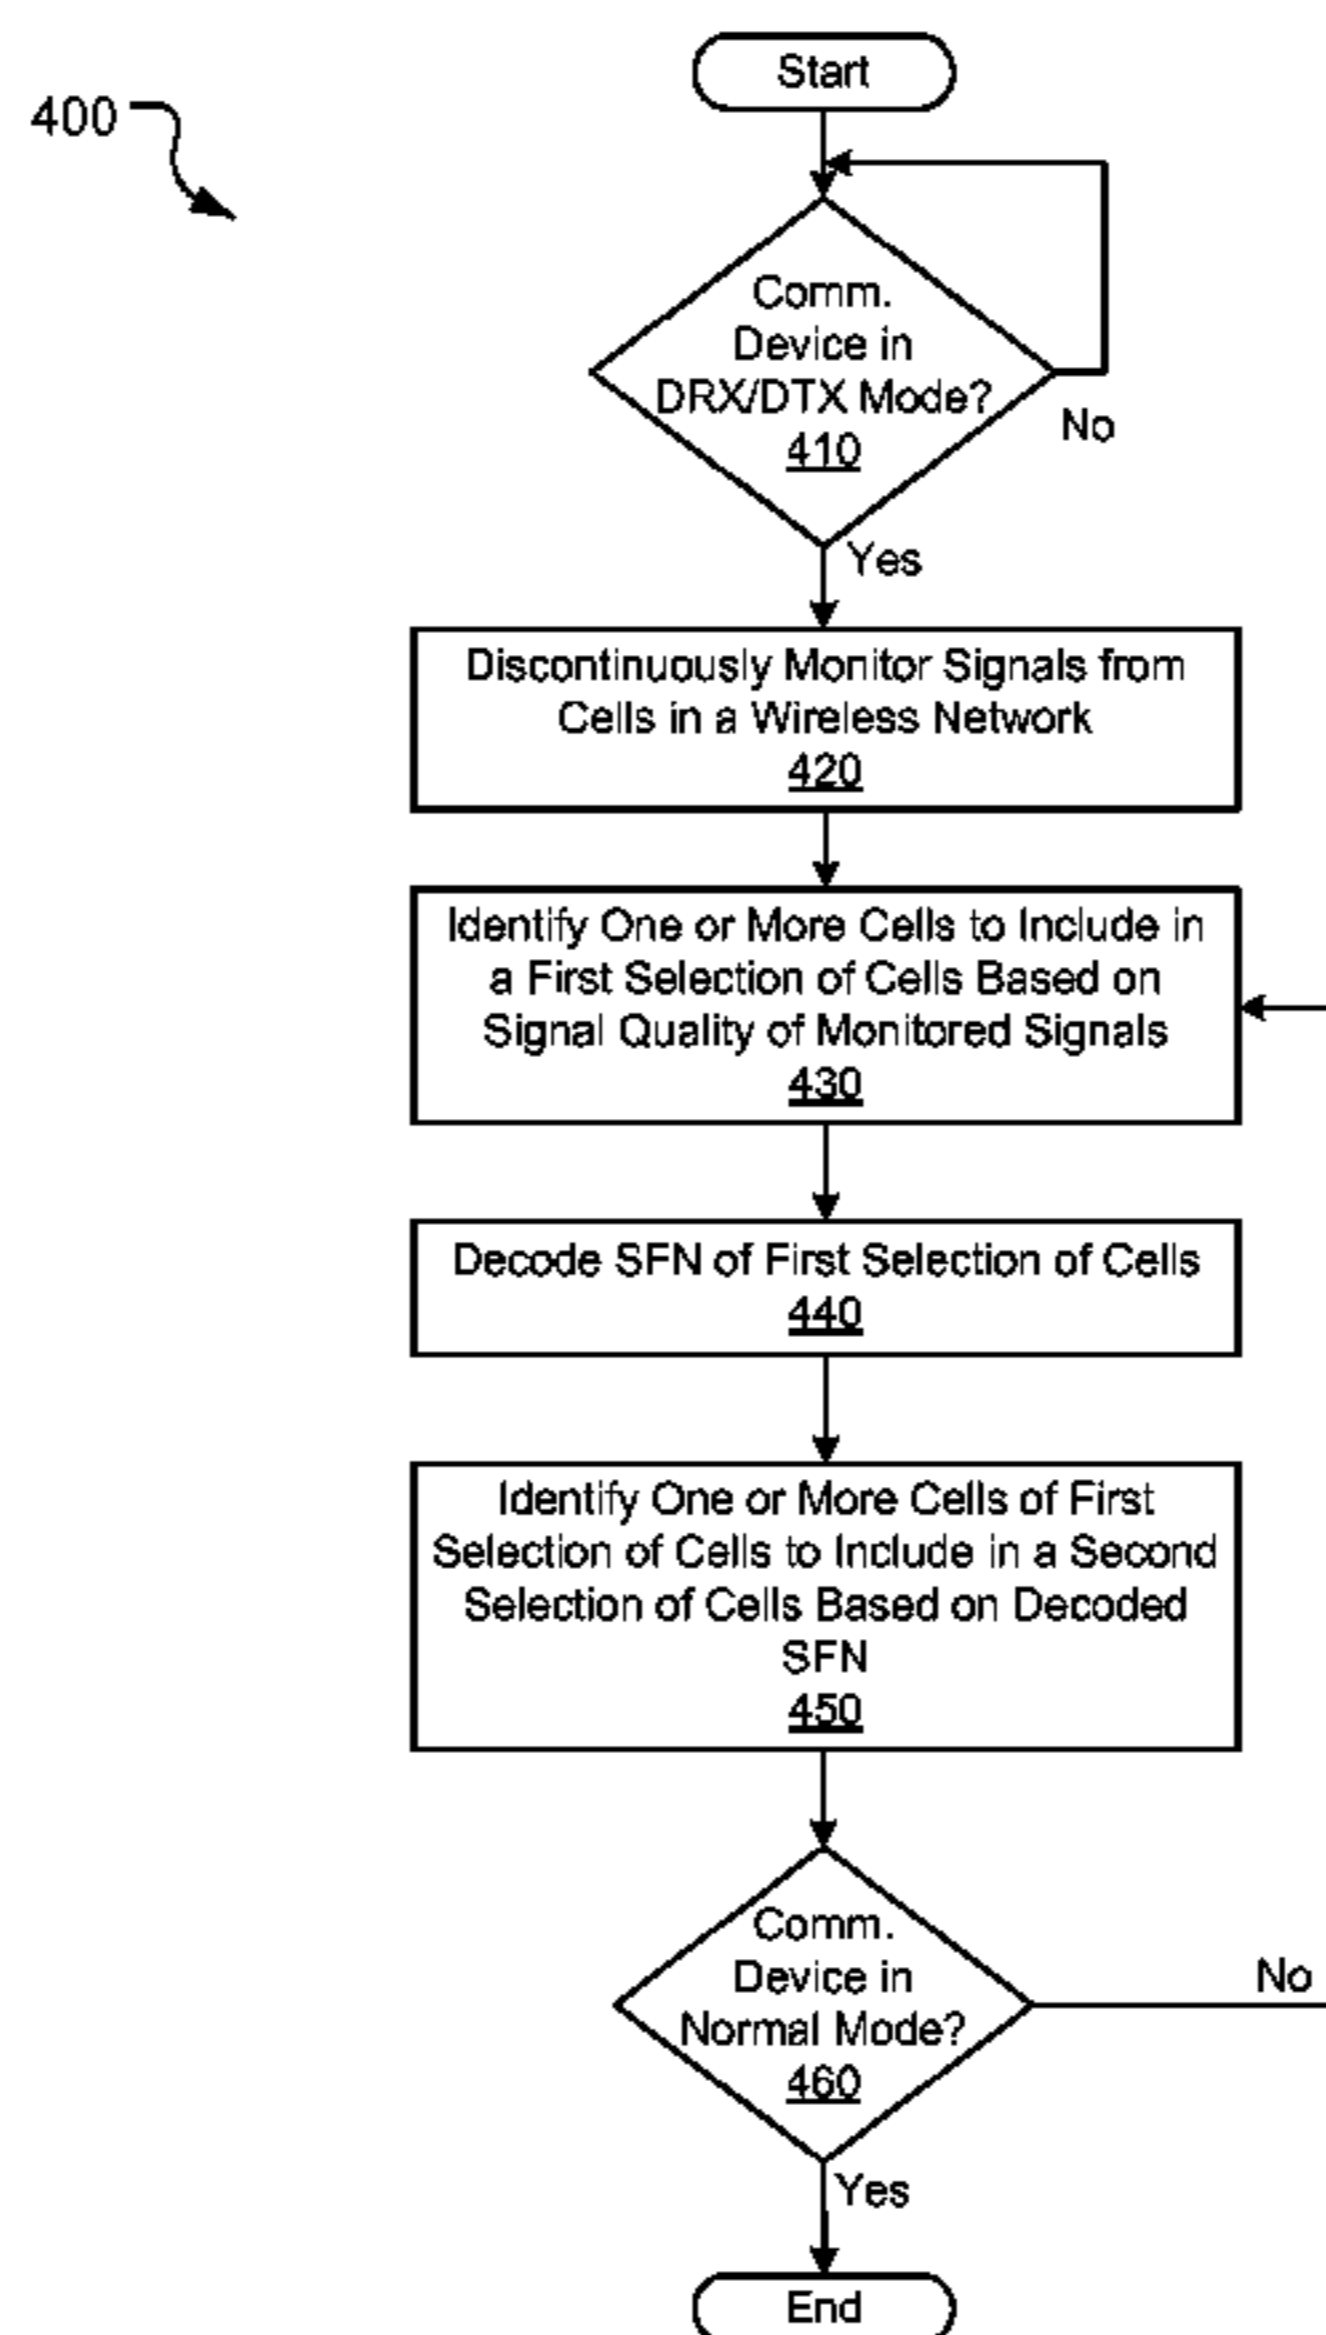 Start
400
Comm.
Device in
DRX/DTX Mode?
410
No
Yes
Discontinuously Monitor Signals from
Cells in a Wireless Network
420
Identify One or More Cells to Include in
a First Selection of Cells Based on
Signal Quality of Monitored Signals
430
Decode SFN of First Selection of Cells
440
Identify One or More Cells of First
Selection of Cells to Include in a Second
Selection of Cells Based on Decoded
SFN
450
Comm.
Device in
Normal Mode?
460
No
Yes
End